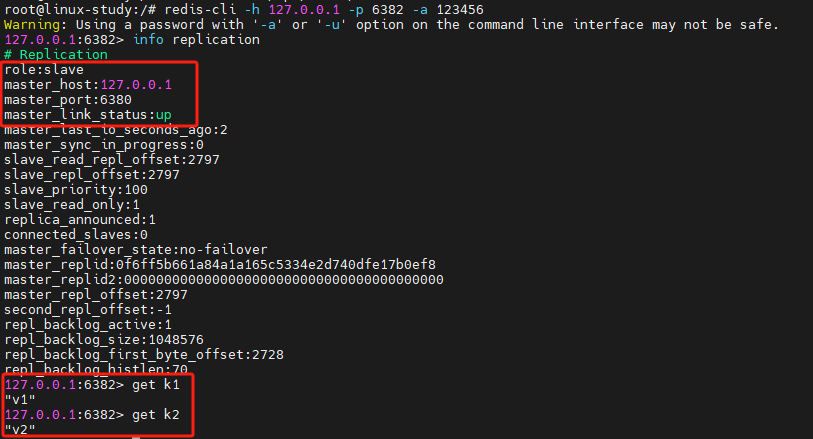 root@linux-study:/# redis-cli -h 127.0.0.1 -p 6382 -a 123456
Warning: Using a password with '-a' or '-u' option on the command line interface may not be safe.
127.0.0.1:6382> info replication
# Replication
role:slave
master_host:127.0.0.1
master_port:6380
master_link_status:up
master_last_io_seconds_ago:2
master_sync_in_progress:0
slave_read_repl_offset:2797
slave_repl_offset:2797
slave_priority:100
slave_read_only:1
replica_announced:1
connected_slaves:0
master_failover_state:no-failover
master_replid:0f6ff5b661a84a1a165c5334e2d740dfe17b0ef8
master_replid2:0000000000000000000000000000000000000000
master_repl_offset:2797
second_repl_offset:-1
repl_backlog_active:1
repl_backlog_size:1048576
repl_backlog_first_byte_offset:2728
repl_backlog_histlen:70
127.0.0.1:6382> get k1
"v1"
127.0.0.1:6382> get k2
"v2"